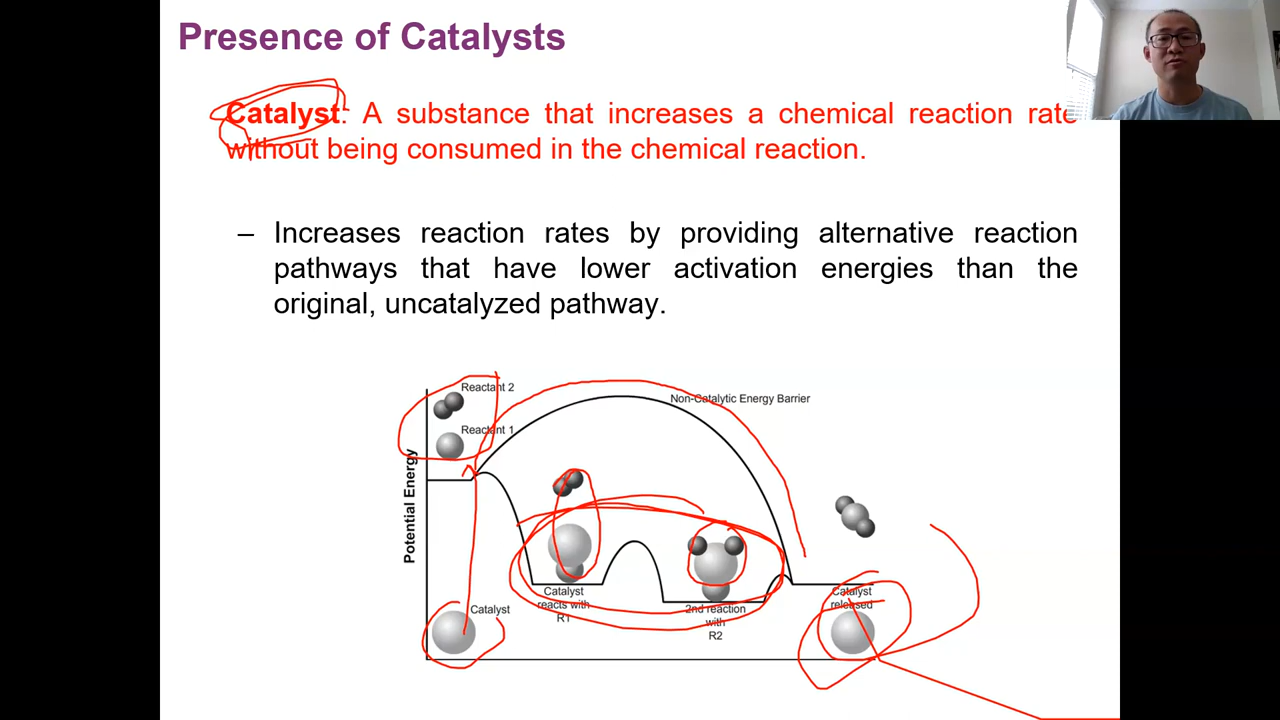 Presence of Catalysts
Catalyst: A substance that increases a chemical reaction rate
without being consumed in the chemical reaction.
– Increases reaction rates by providing alternative reaction
pathways that have lower activation energies than the
original, uncatalyzed pathway.
Reactant 2
Non-Catalytic Energy Barrier
Reactant 1
Potential Energy
Catalyst
reacts with
R1
Catalyst
2nd reaction
with
R2
Catalyst
released